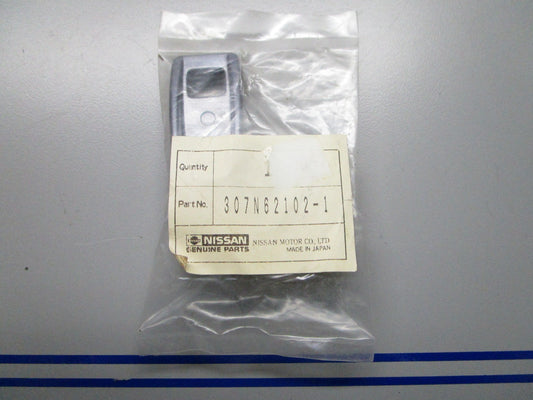 Quantity 1
Part No. 307N62102-1
NISSAN NISSAN MOTOR CO., LTD
GENUINE PARTS MADE IN JAPAN